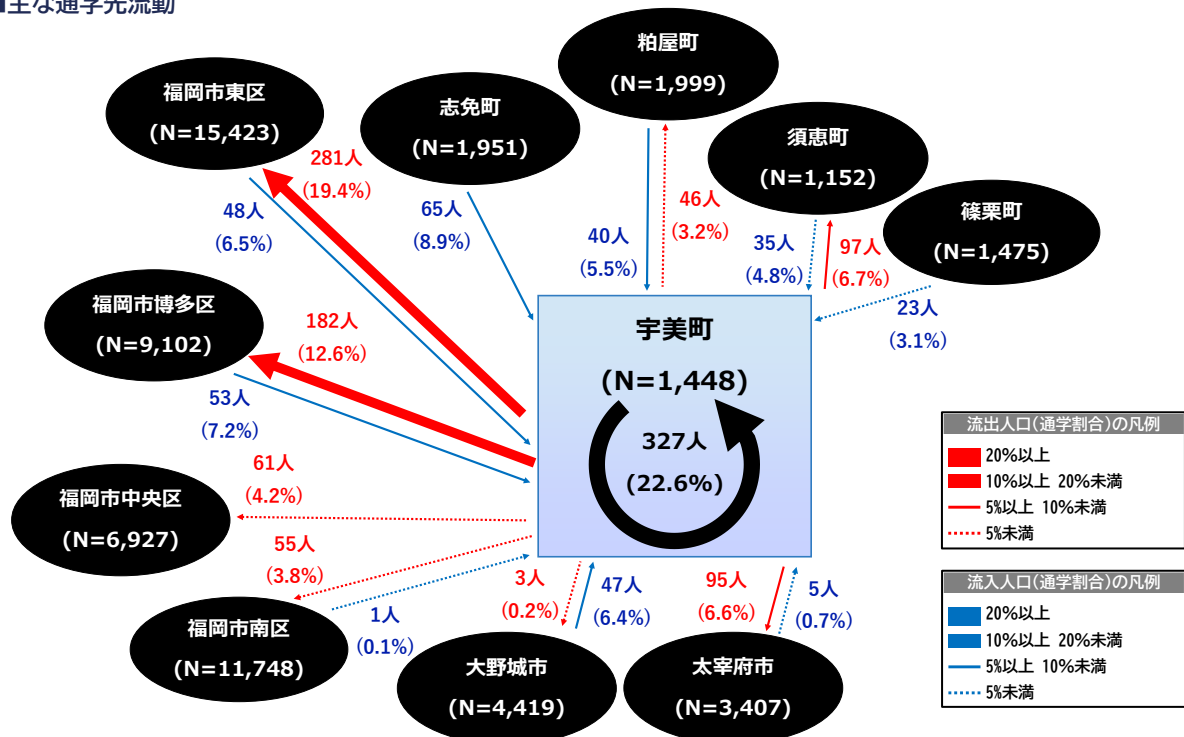 ■主な通学先流動
粕屋町
(N=1,999)
福岡市東区
(N=15,423)
志免町
(N=1,951)
須恵町
(N=1,152)
篠栗町
(N=1,475)
281人
(19.4%)
48人
(6.5%)
65人
(8.9%)
40人
(5.5%)
46人
(3.2%)
35人
(4.8%)
97人
(6.7%)
23人
(3.1%)
福岡市博多区
(N=9,102)
182人
(12.6%)
53人
(7.2%)
宇美町
(N=1,448)
327人
(22.6%)
福岡市中央区
(N=6,927)
61人
(4.2%)
55人
(3.8%)
福岡市南区
(N=11,748)
1人
(0.1%)
3人
(0.2%)
47人
(6.4%)
大野城市
(N=4,419)
95人
(6.6%)
5人
(0.7%)
太宰府市
(N=3,407)
流出人口(通学割合)の凡例
20%以上
10%以上 20%未満
5%以上 10%未満
5%未満
流入人口(通学割合)の凡例
20%以上
10%以上 20%未満
5%以上 10%未満
5%未満